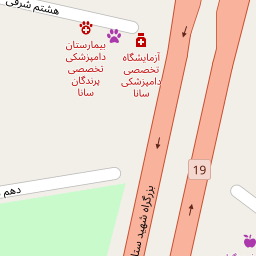 هشتم شرقی
بیمارستان
دامپزشکی
تخصصی
پرندگان
سانا
آزمایشگاه
تخصصی
دامپزشکی
سانا
19
بزرگراه شهید
دهم